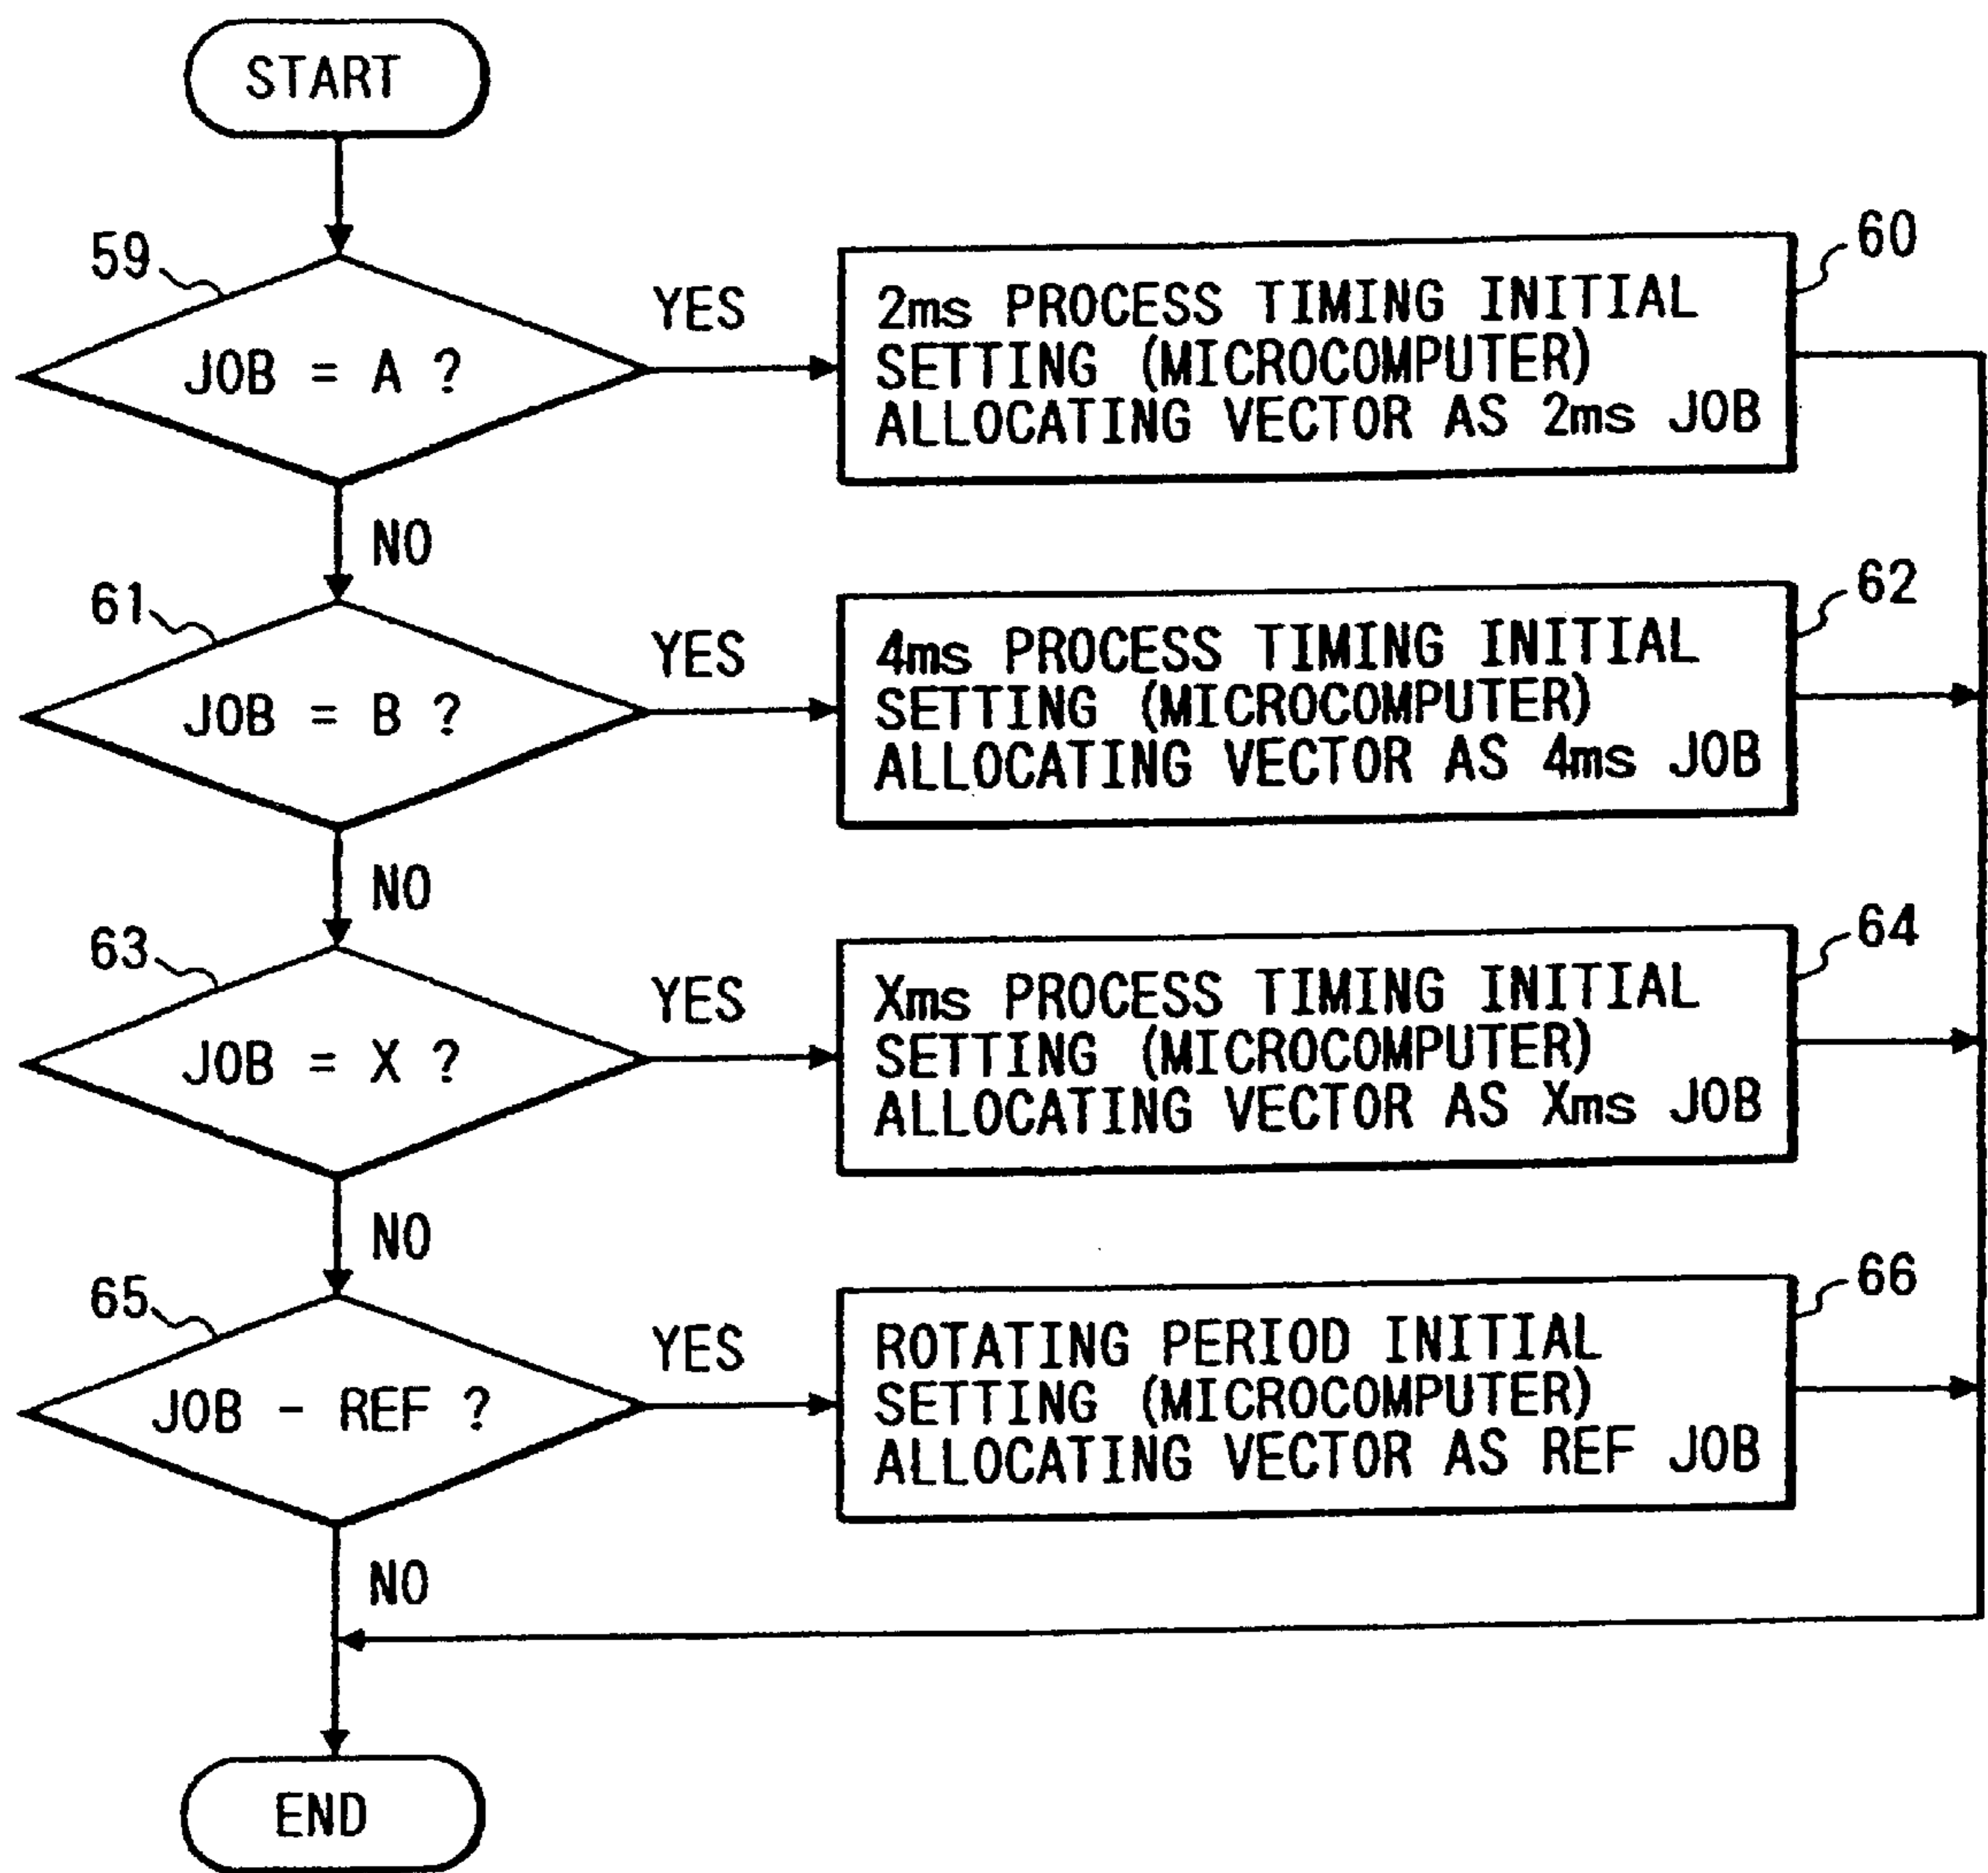 START
59
JOB = A ?
YES
60
2ms PROCESS TIMING INITIAL
SETTING (MICROCOMPUTER)
ALLOCATING VECTOR AS 2ms JOB
NO
61
JOB = B ?
YES
62
4ms PROCESS TIMING INITIAL
SETTING (MICROCOMPUTER)
ALLOCATING VECTOR AS 4ms JOB
NO
63
JOB = X ?
YES
64
Xms PROCESS TIMING INITIAL
SETTING (MICROCOMPUTER)
ALLOCATING VECTOR AS Xms JOB
NO
65
JOB - REF ?
YES
66
ROTATING PERIOD INITIAL
SETTING (MICROCOMPUTER)
ALLOCATING VECTOR AS REF JOB
NO
END